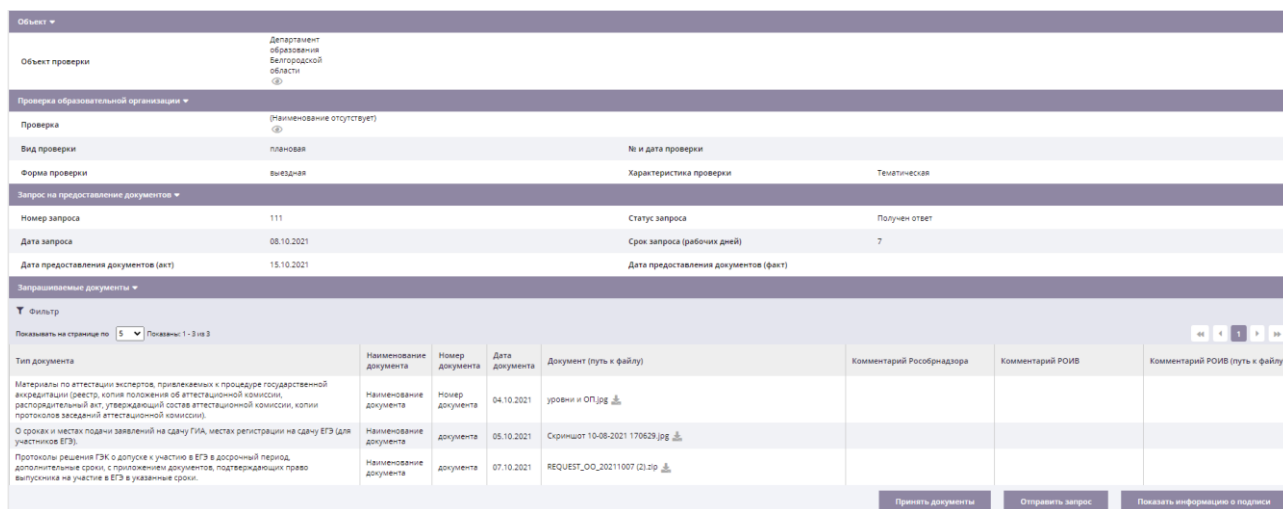 Объект
Объект проверки
Департамент
образования
Белгородской
области
Проверка образовательной организации
Проверка
(Наименование отсутствует)
Вид проверки плановая № и дата проверки
Форма проверки выездная Характеристика проверки Тематическая
Запрос на предоставление документов
Номер запроса 111 Статус запроса Получен ответ
Дата запроса 08.10.2021 Срок запроса (рабочих дней) 7
Дата предоставления документов (акт) 15.10.2021 Дата предоставления документов (факт)
Запрашиваемые документы
Фильтр
Показывать на странице по 5 Показаны: 1 - 3 из 3
1
Тип документа
Наименование
документа
Номер
документа
Дата
документа
Документ (путь к файлу)
Комментарий Рособрнадзора
Комментарий РОИВ
Комментарий РОИВ (путь к файлу
Материалы по аттестации экспертов, привлекаемых к процедуре государственной
аккредитации (реестр, копия положения об аттестационной комиссии,
распорядительный акт, утверждающий состав аттестационной комиссии, копии
протоколов заседаний аттестационной комиссии).
Наименование
документа
Номер
документа
04.10.2021
уровни и ОП.jpg
О сроках и местах подачи заявлений на сдачу ГИА, местах регистрации на сдачу ЕГЭ (для
участников ЕГЭ).
Наименование
документа
документа
05.10.2021
Скриншот 10-08-2021 170629.jpg
Протоколы решения ГЭК о допуске к участию в ЕГЭ в досрочный период,
дополнительные сроки, с приложением документов, подтверждающих право
выпускника на участие в ЕГЭ в указанные сроки.
Наименование
документа
документа
07.10.2021
REQUEST_OO_20211007 (2).zip
Принять документы
Отправить запрос
Показать информацию о подписи